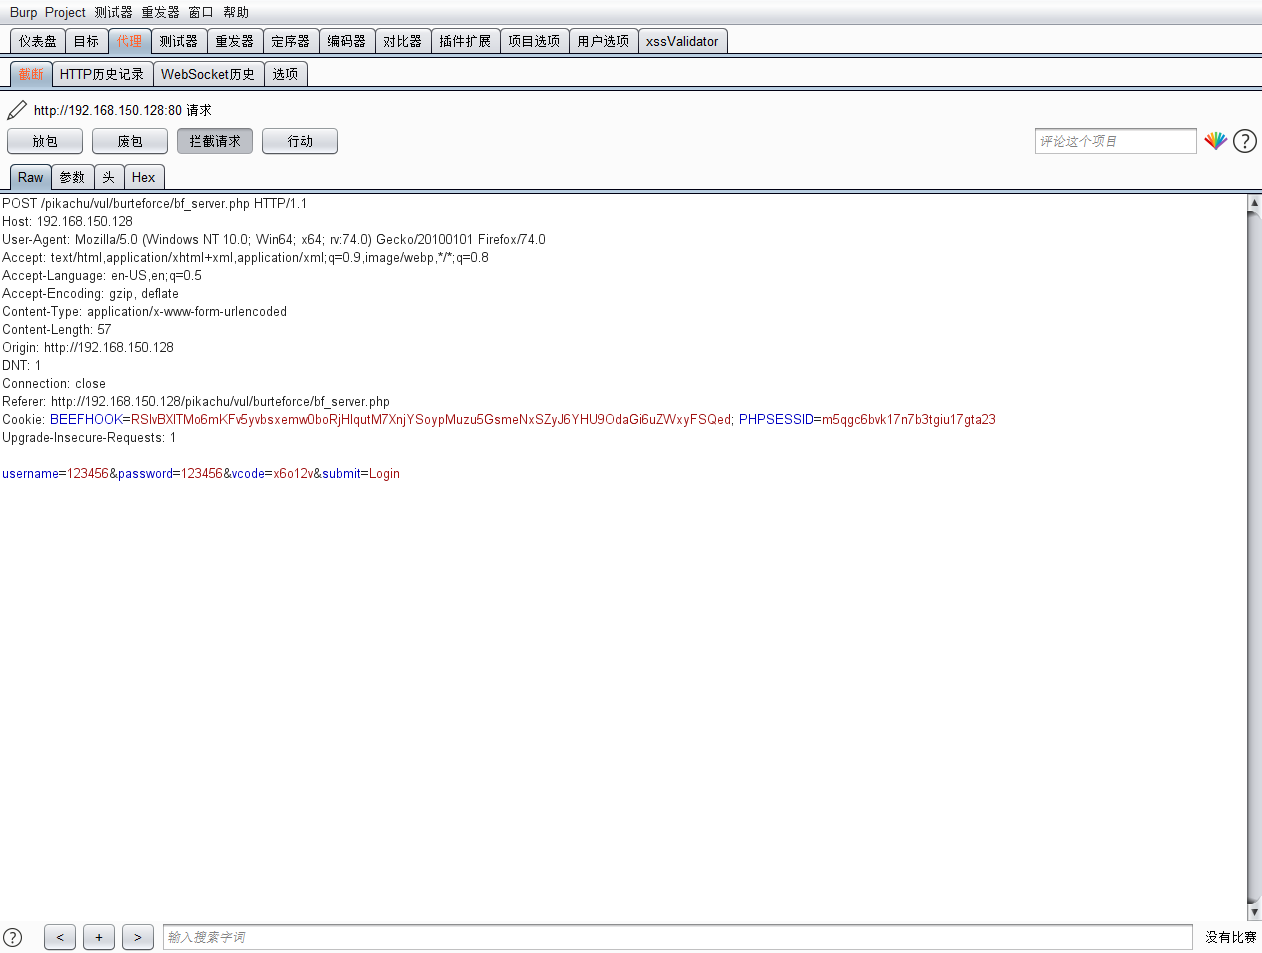 Burp Project 测试器 重发器 窗口 帮助
仪表盘 目标 代理 测试器 重发器 定序器 编码器 对比器 插件扩展 项目选项 用户选项 xssValidator
截断 HTTP历史记录 WebSocket历史 选项
http://192.168.150.128:80 请求
放包 废包 拦截请求 行动 评论这个项目 ?
Raw 参数 头 Hex
POST /pikachu/vul/burteforce/bf_server.php HTTP/1.1
Host: 192.168.150.128
User-Agent: Mozilla/5.0 (Windows NT 10.0; Win64; x64; rv:74.0) Gecko/20100101 Firefox/74.0
Accept: text/html,application/xhtml+xml,application/xml;q=0.9,image/webp,*/*;q=0.8
Accept-Language: en-US,en;q=0.5
Accept-Encoding: gzip, deflate
Content-Type: application/x-www-form-urlencoded
Content-Length: 57
Origin: http://192.168.150.128
DNT: 1
Connection: close
Referer: http://192.168.150.128/pikachu/vul/burteforce/bf_server.php
Cookie: BEEFHOOK=RSIvBXlTMo6mKFv5yvbsxemw0boRjHlqutM7XnjYSoypMuzu5GsmeNxSZyJ6YHU9OdaGi6uZWxyFSQed; PHPSESSID=m5qgc6bvk17n7b3tgiu17gta23
Upgrade-Insecure-Requests: 1
username=123456&password=123456&vcode=x6o12v&submit=Login
? < + > 输入搜索字词 没有比赛